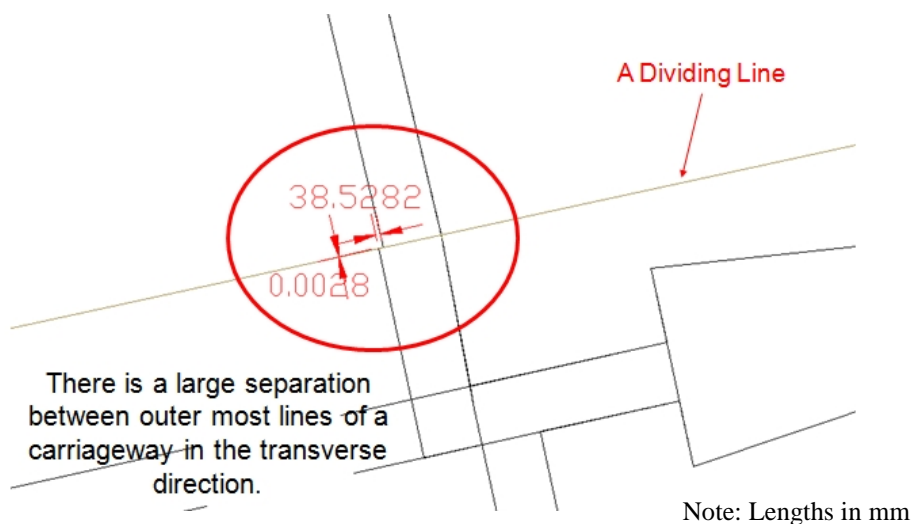 A Dividing Line
38.5282
0.0028
There is a large separation
between outer most lines of a
carriageway in the transverse
direction.
Note: Lengths in mm